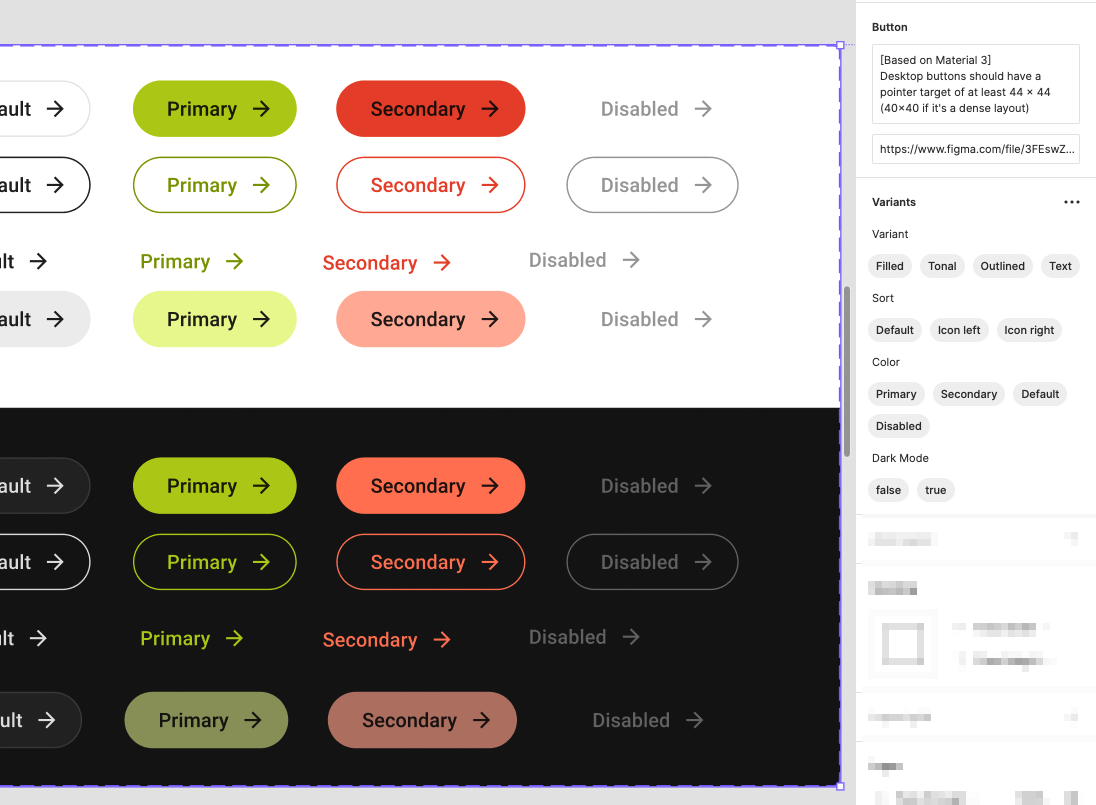 ault → Primary → Secondary → Disabled →
ault → Primary → Secondary → Disabled →
lt → Primary → Secondary → Disabled →
ault → Primary → Secondary → Disabled →
ault → Primary → Secondary → Disabled →
ault → Primary → Secondary → Disabled →
lt → Primary → Secondary → Disabled →
ult → Primary → Secondary → Disabled →
Button
[Based on Material 3]
Desktop buttons should have a
pointer target of at least 44 × 44
(40×40 if it's a dense layout)
https://www.figma.com/file/3FEswZ...
Variants
Variant
Filled Tonal Outlined Text
Sort
Default Icon left Icon right
Color
Primary Secondary Default
Disabled
Dark Mode
false true